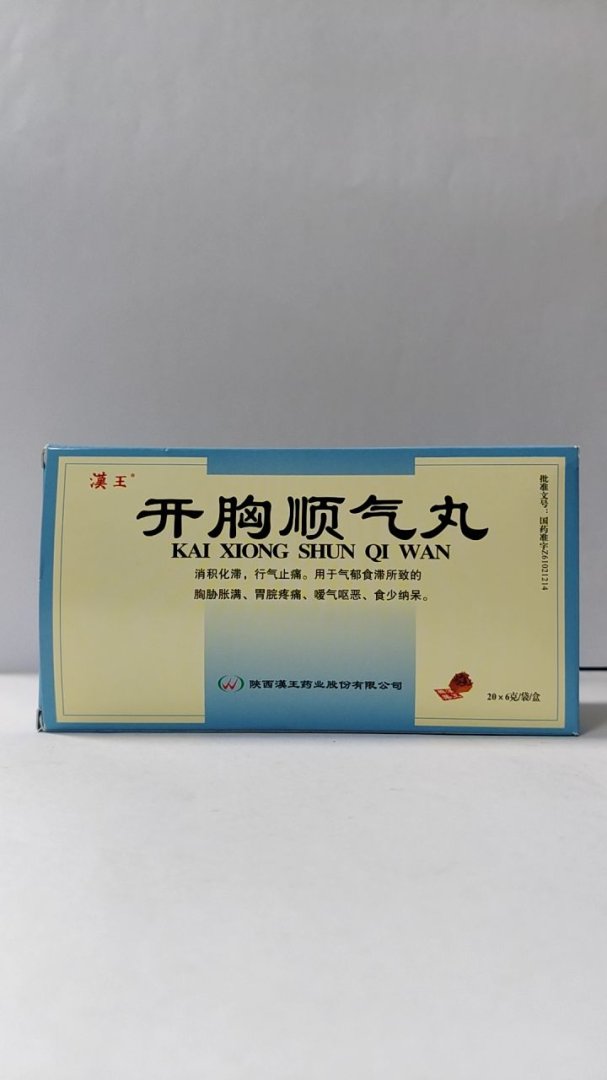 漢王®
开胸顺气丸
KAI XIONG SHUN QI WAN
消积化滞，行气止痛。用于气郁食滞所致的
胸胁胀满、胃脘疼痛、嗳气呕恶、食少纳呆。
陕西漢王药业股份有限公司
20×6克/袋/盒
批准文号：国药准字Z61021214